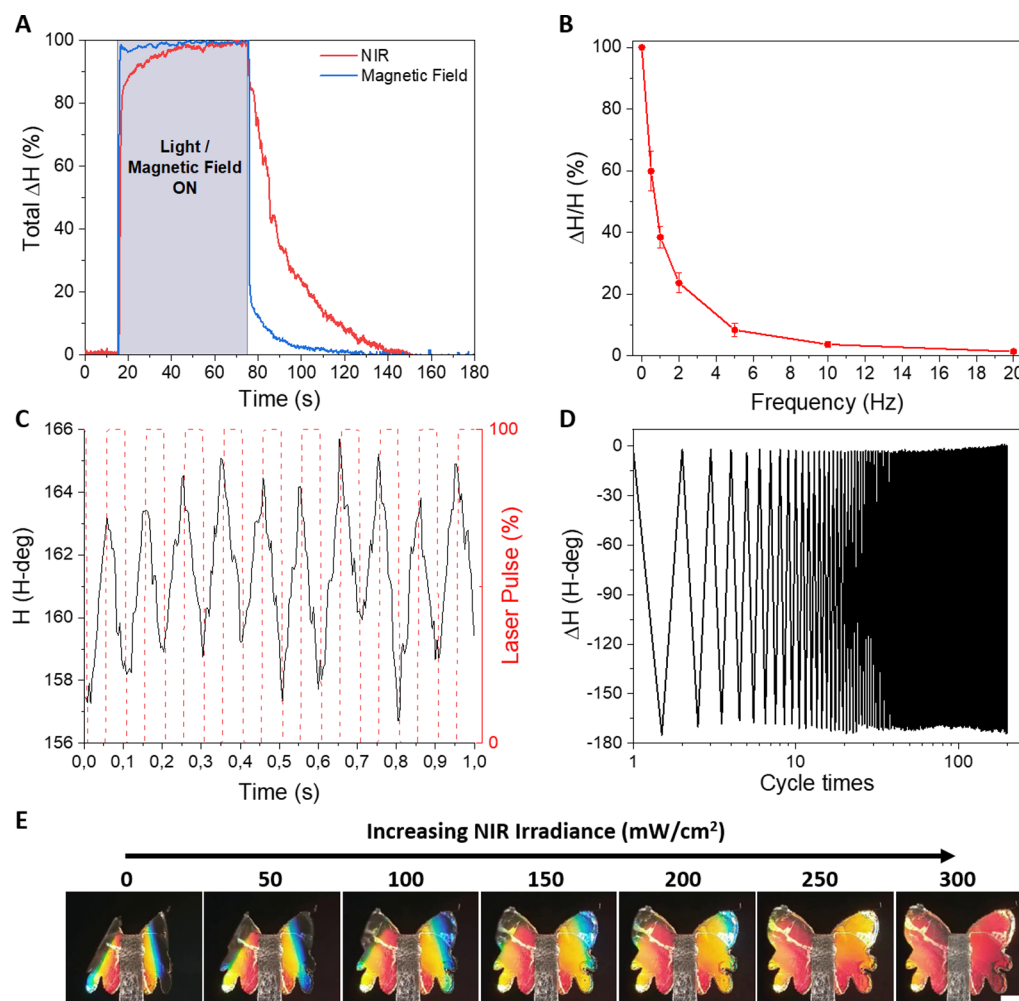 A
Total ΔH (%)
100
80
60
40
20
0
NIR
Magnetic Field
Light /
Magnetic Field
ON
0 20 40 60 80 100 120 140 160 180
Time (s)
B
ΔH/H (%)
100
80
60
40
20
0
0 2 4 6 8 10 12 14 16 18 20
Frequency (Hz)
C
H (H-deg)
166
164
162
160
158
156
100
0
Laser Pulse (%)
0,0 0,1 0,2 0,3 0,4 0,5 0,6 0,7 0,8 0,9 1,0
Time (s)
D
ΔH (H-deg)
0
-30
-60
-90
-120
-150
-180
1 10 100
Cycle times
E
Increasing NIR Irradiance (mW/cm²)
0 50 100 150 200 250 300